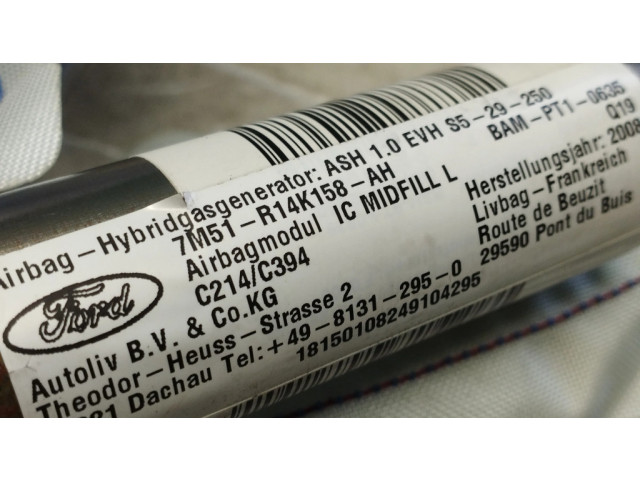 Airbag-Hybridgasgenerator: ASH 1.0 EVH S5-29-250
BAM-PT1-0635
7M51-R14K158-AH
Q19
Airbagmodul IC MIDFILL L
Herstellungsjahr: 2008
C214/C394
Livbag-Frankreich
Route de Beuzit
29590 Pont du Buis
Ford
Autoliv B.V. & Co.KG
Theodor-Heuss-Strasse 2
Dachau Tel:+49-8131-295-0
18150108249104295